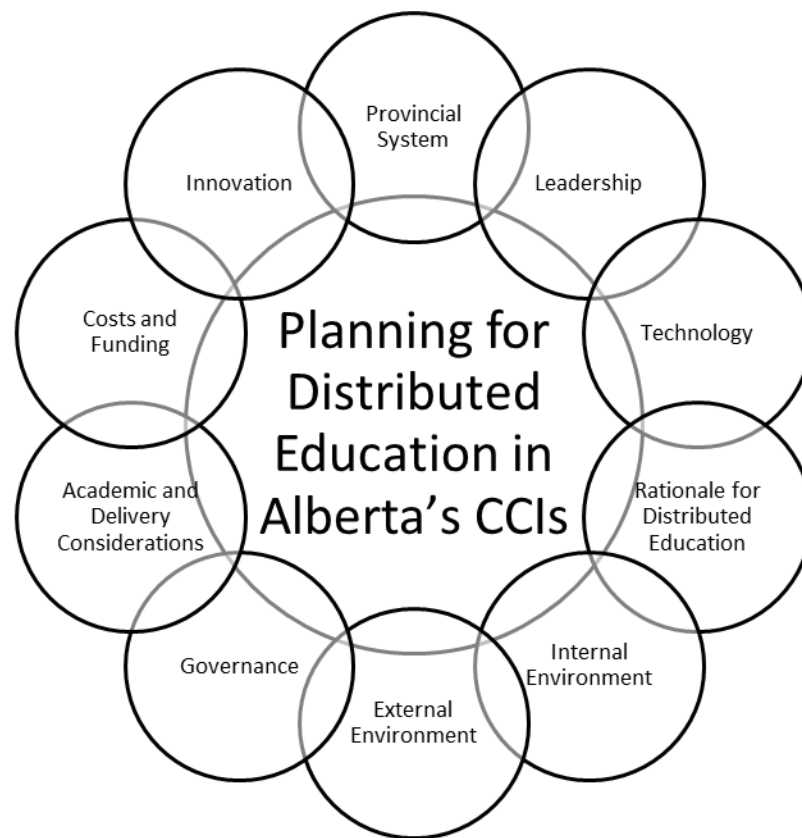 Provincial
System
Leadership
Technology
Rationale for
Distributed
Education
Internal
Environment
External
Environment
Governance
Academic and
Delivery
Considerations
Costs and
Funding
Innovation
Planning for
Distributed
Education in
Alberta’s CCIs